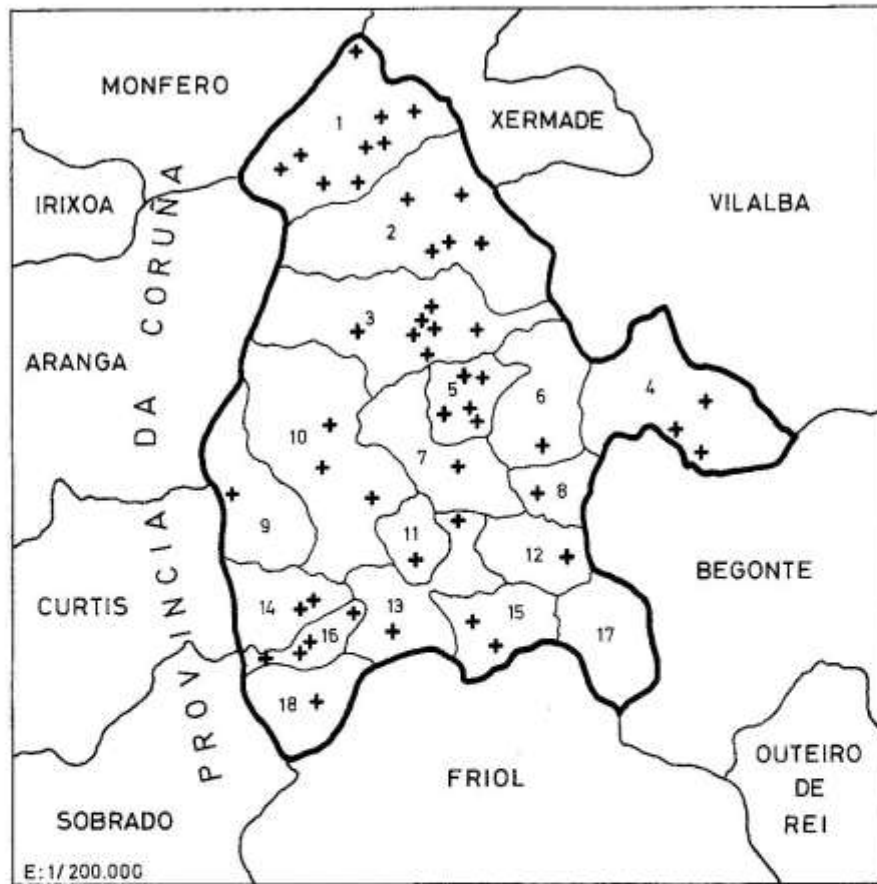 MONFERO
XERMADE
1
IRIXOA
VILALBA
2
3
ARANGA
4
5
6
10
7
8
9
11
12
BEGONTE
CURTIS
14
13
15
16
17
18
PROVINCIA DA CORUÑA
FRIOL
OUTEIRO
DE
REI
SOBRADO
E:1/200.000